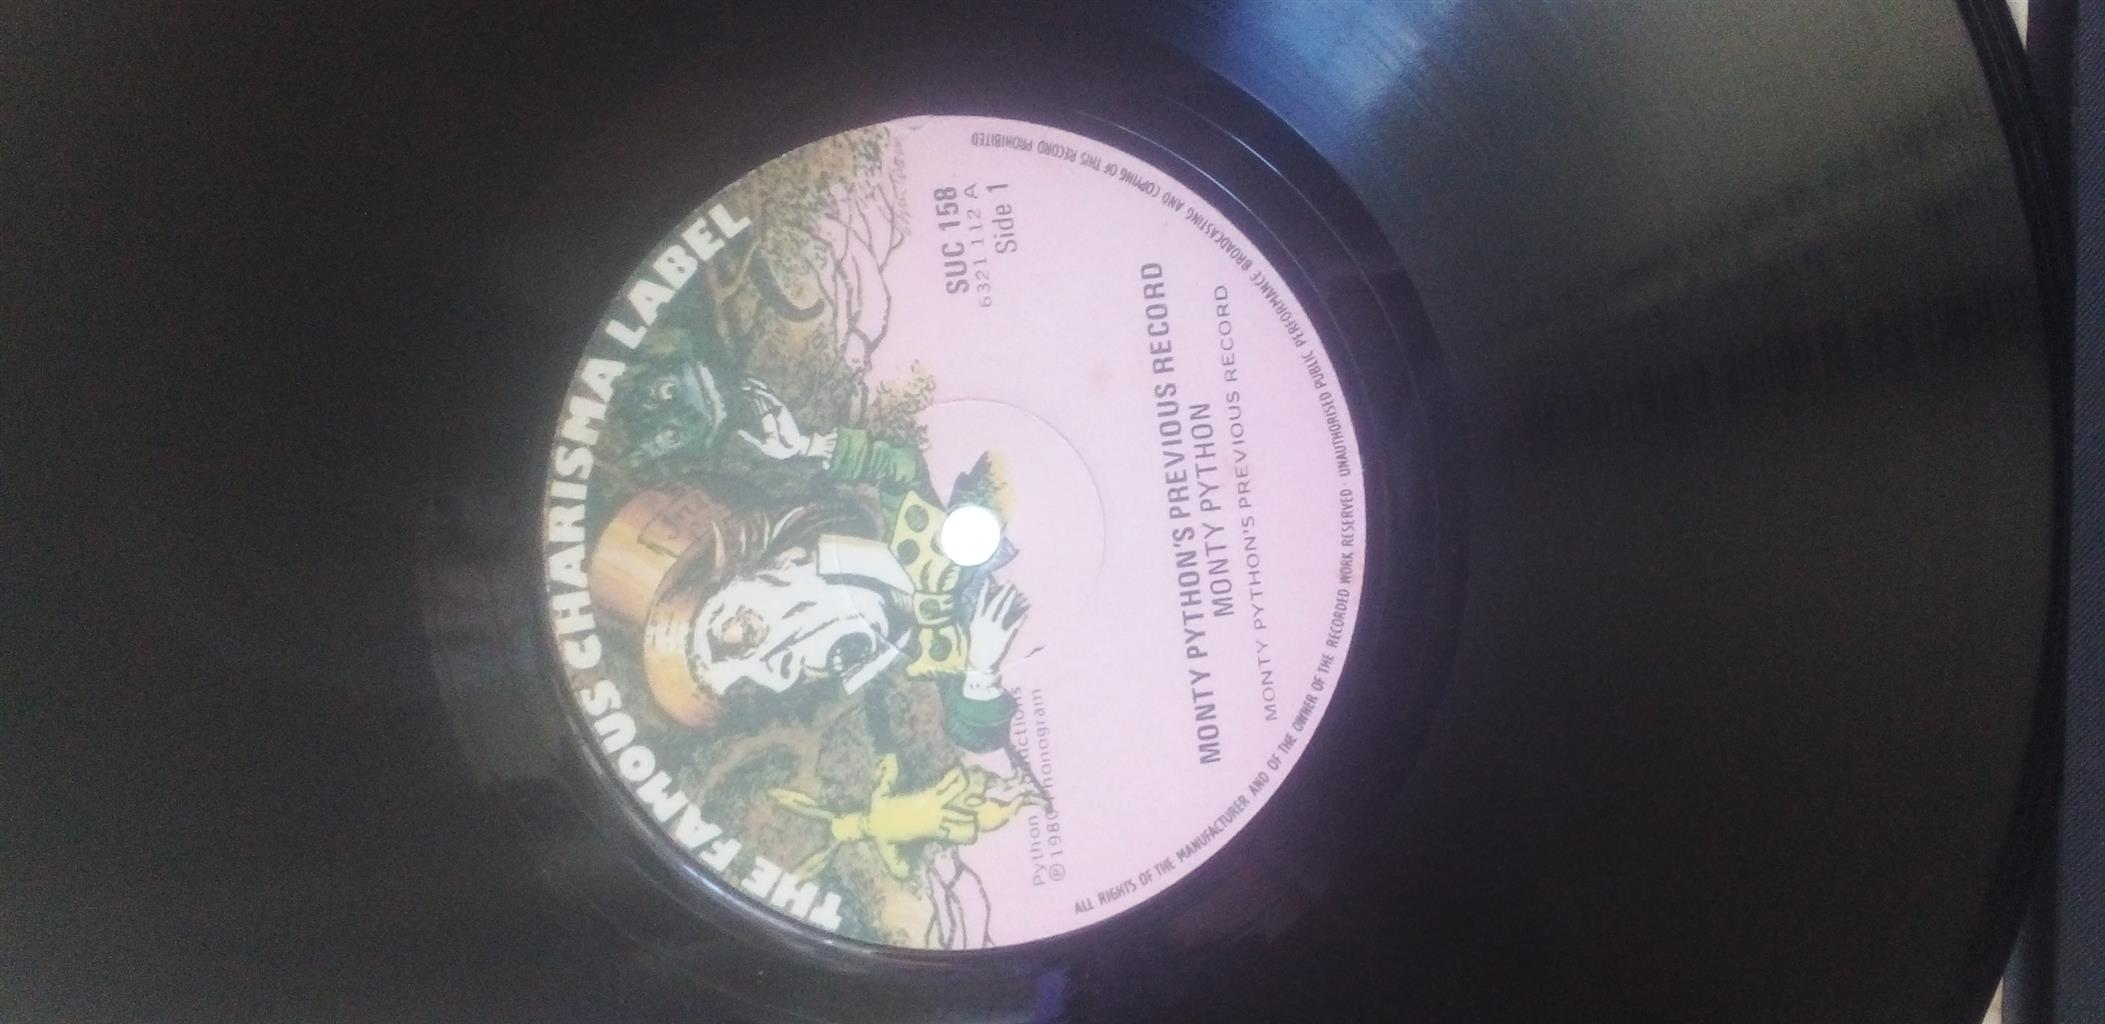 THE FAMOUS CHARISMA LABEL
SUC 158
6321 112 A
Side 1
Python
℗ 1980 Phonogram
MONTY PYTHON'S PREVIOUS RECORD
MONTY PYTHON
MONTY PYTHON'S PREVIOUS RECORD
ALL RIGHTS OF THE MANUFACTURER AND OF THE OWNER OF THE RECORDED WORK RESERVED · UNAUTHORISED PUBLIC PERFORMANCE BROADCASTING AND COPYING OF THIS RECORD PROHIBITED